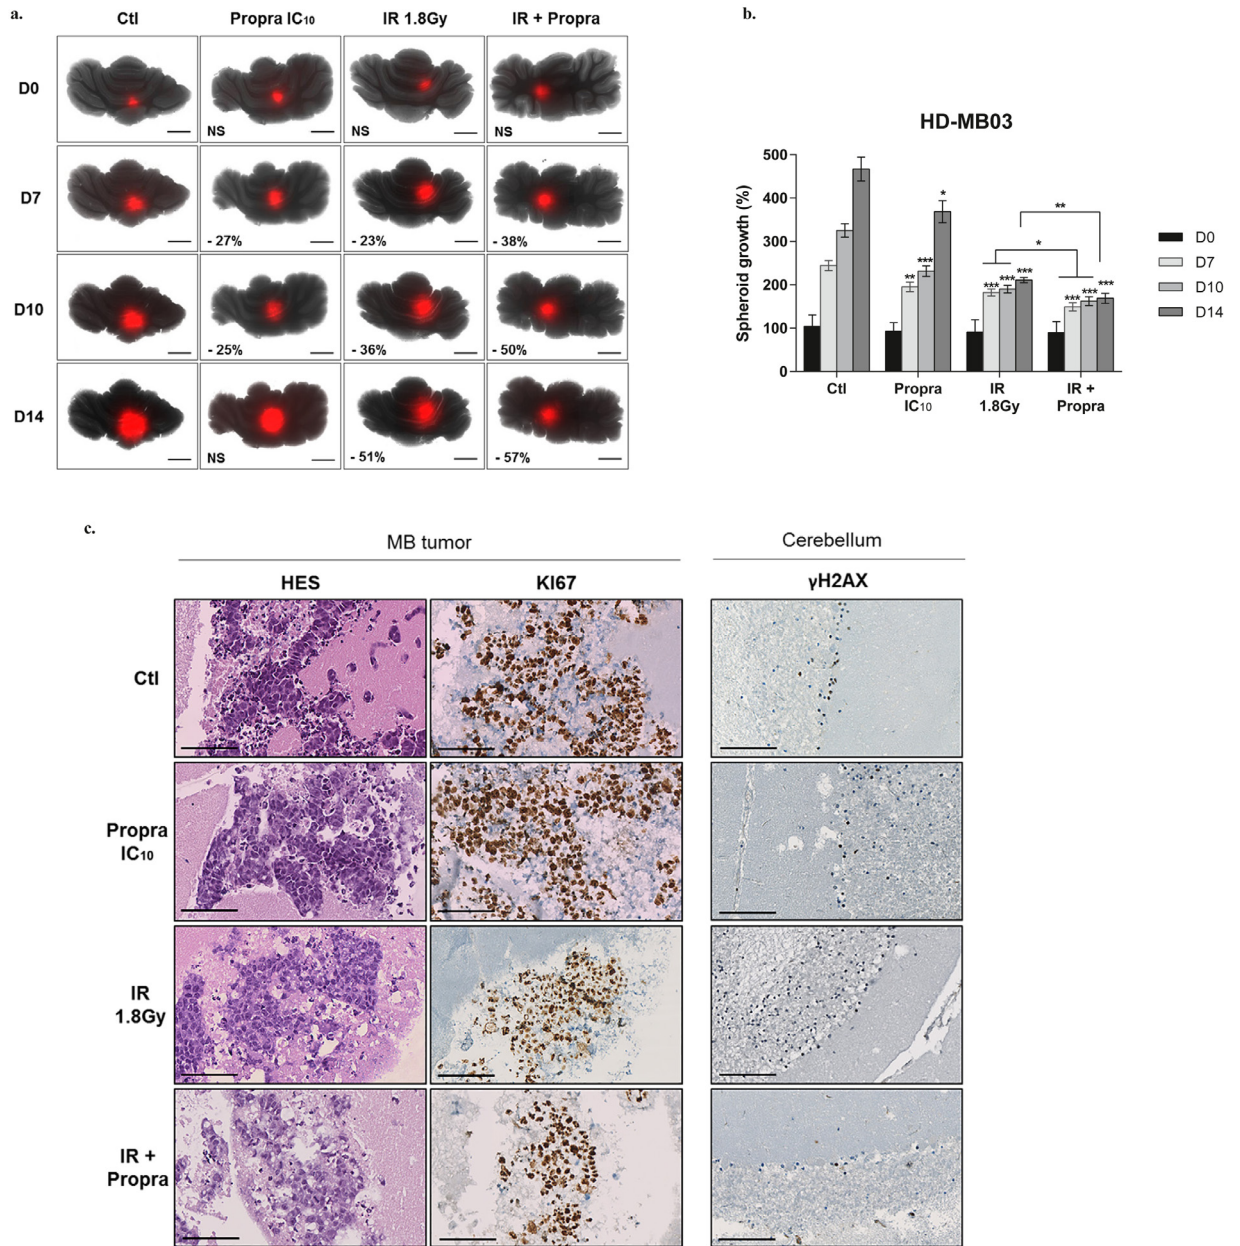 a.
Ctl Propra IC10 IR 1.8Gy IR + Propra
D0
NS NS NS
D7
- 27% - 23% - 38%
D10
- 25% - 36% - 50%
D14
NS - 51% - 57%
b.
HD-MB03
Spheroid growth (%)
500
400
300
200
100
0
*
** ***
*** *** ***
*** *** ***
*
**
Ctl Propra IC10 IR 1.8Gy IR + Propra
D0
D7
D10
D14
c.
MB tumor Cerebellum
HES KI67 γH2AX
Ctl
Propra
IC10
IR
1.8Gy
IR +
Propra